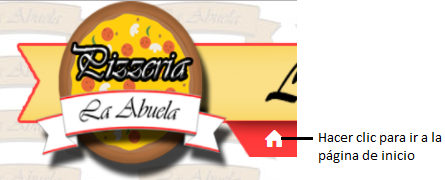 Pizzeria
La Abuela
Hacer clic para ir a la
página de inicio